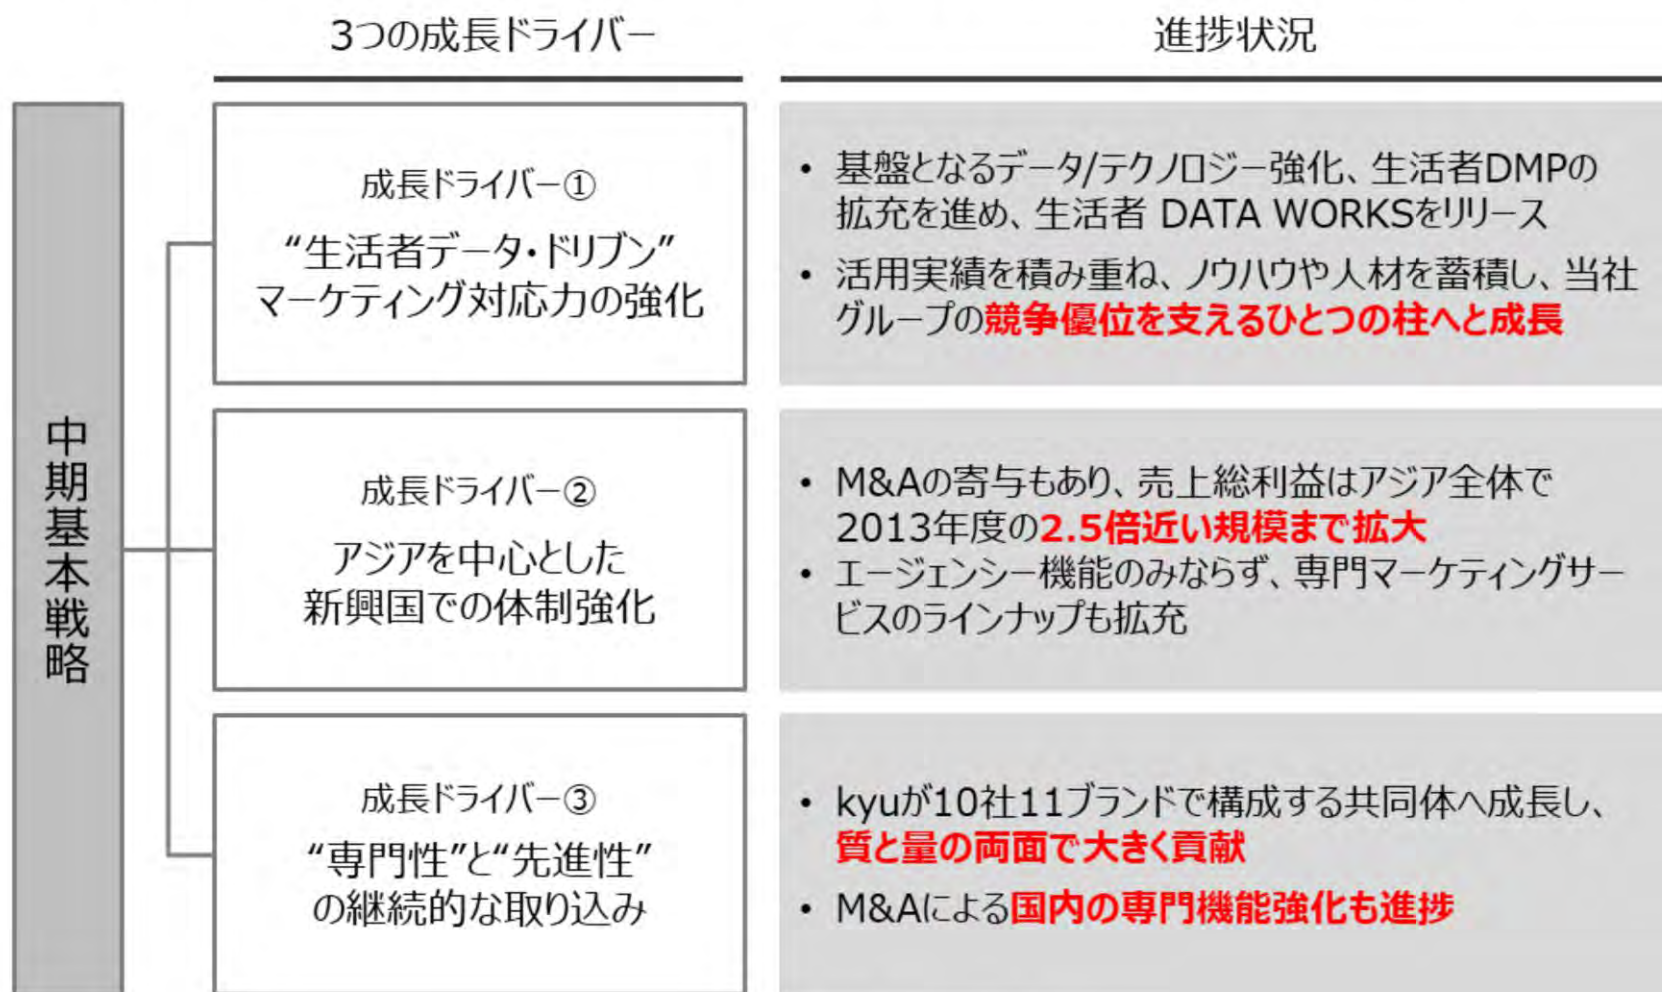 3つの成長ドライバー
進捗状況
中期基本戦略
成長ドライバー①
“生活者データ・ドリブン”
マーケティング対応力の強化
• 基盤となるデータ/テクノロジー強化、生活者DMPの
拡充を進め、生活者 DATA WORKSをリリース
• 活用実績を積み重ね、ノウハウや人材を蓄積し、当社
グループの競争優位を支えるひとつの柱へと成長
成長ドライバー②
アジアを中心とした
新興国での体制強化
• M&Aの寄与もあり、売上総利益はアジア全体で
2013年度の2.5倍近い規模まで拡大
• エージェンシー機能のみならず、専門マーケティングサー
ビスのラインナップも拡充
成長ドライバー③
“専門性”と“先進性”
の継続的な取り込み
• kyuが10社11ブランドで構成する共同体へ成長し、
質と量の両面で大きく貢献
• M&Aによる国内の専門機能強化も進捗